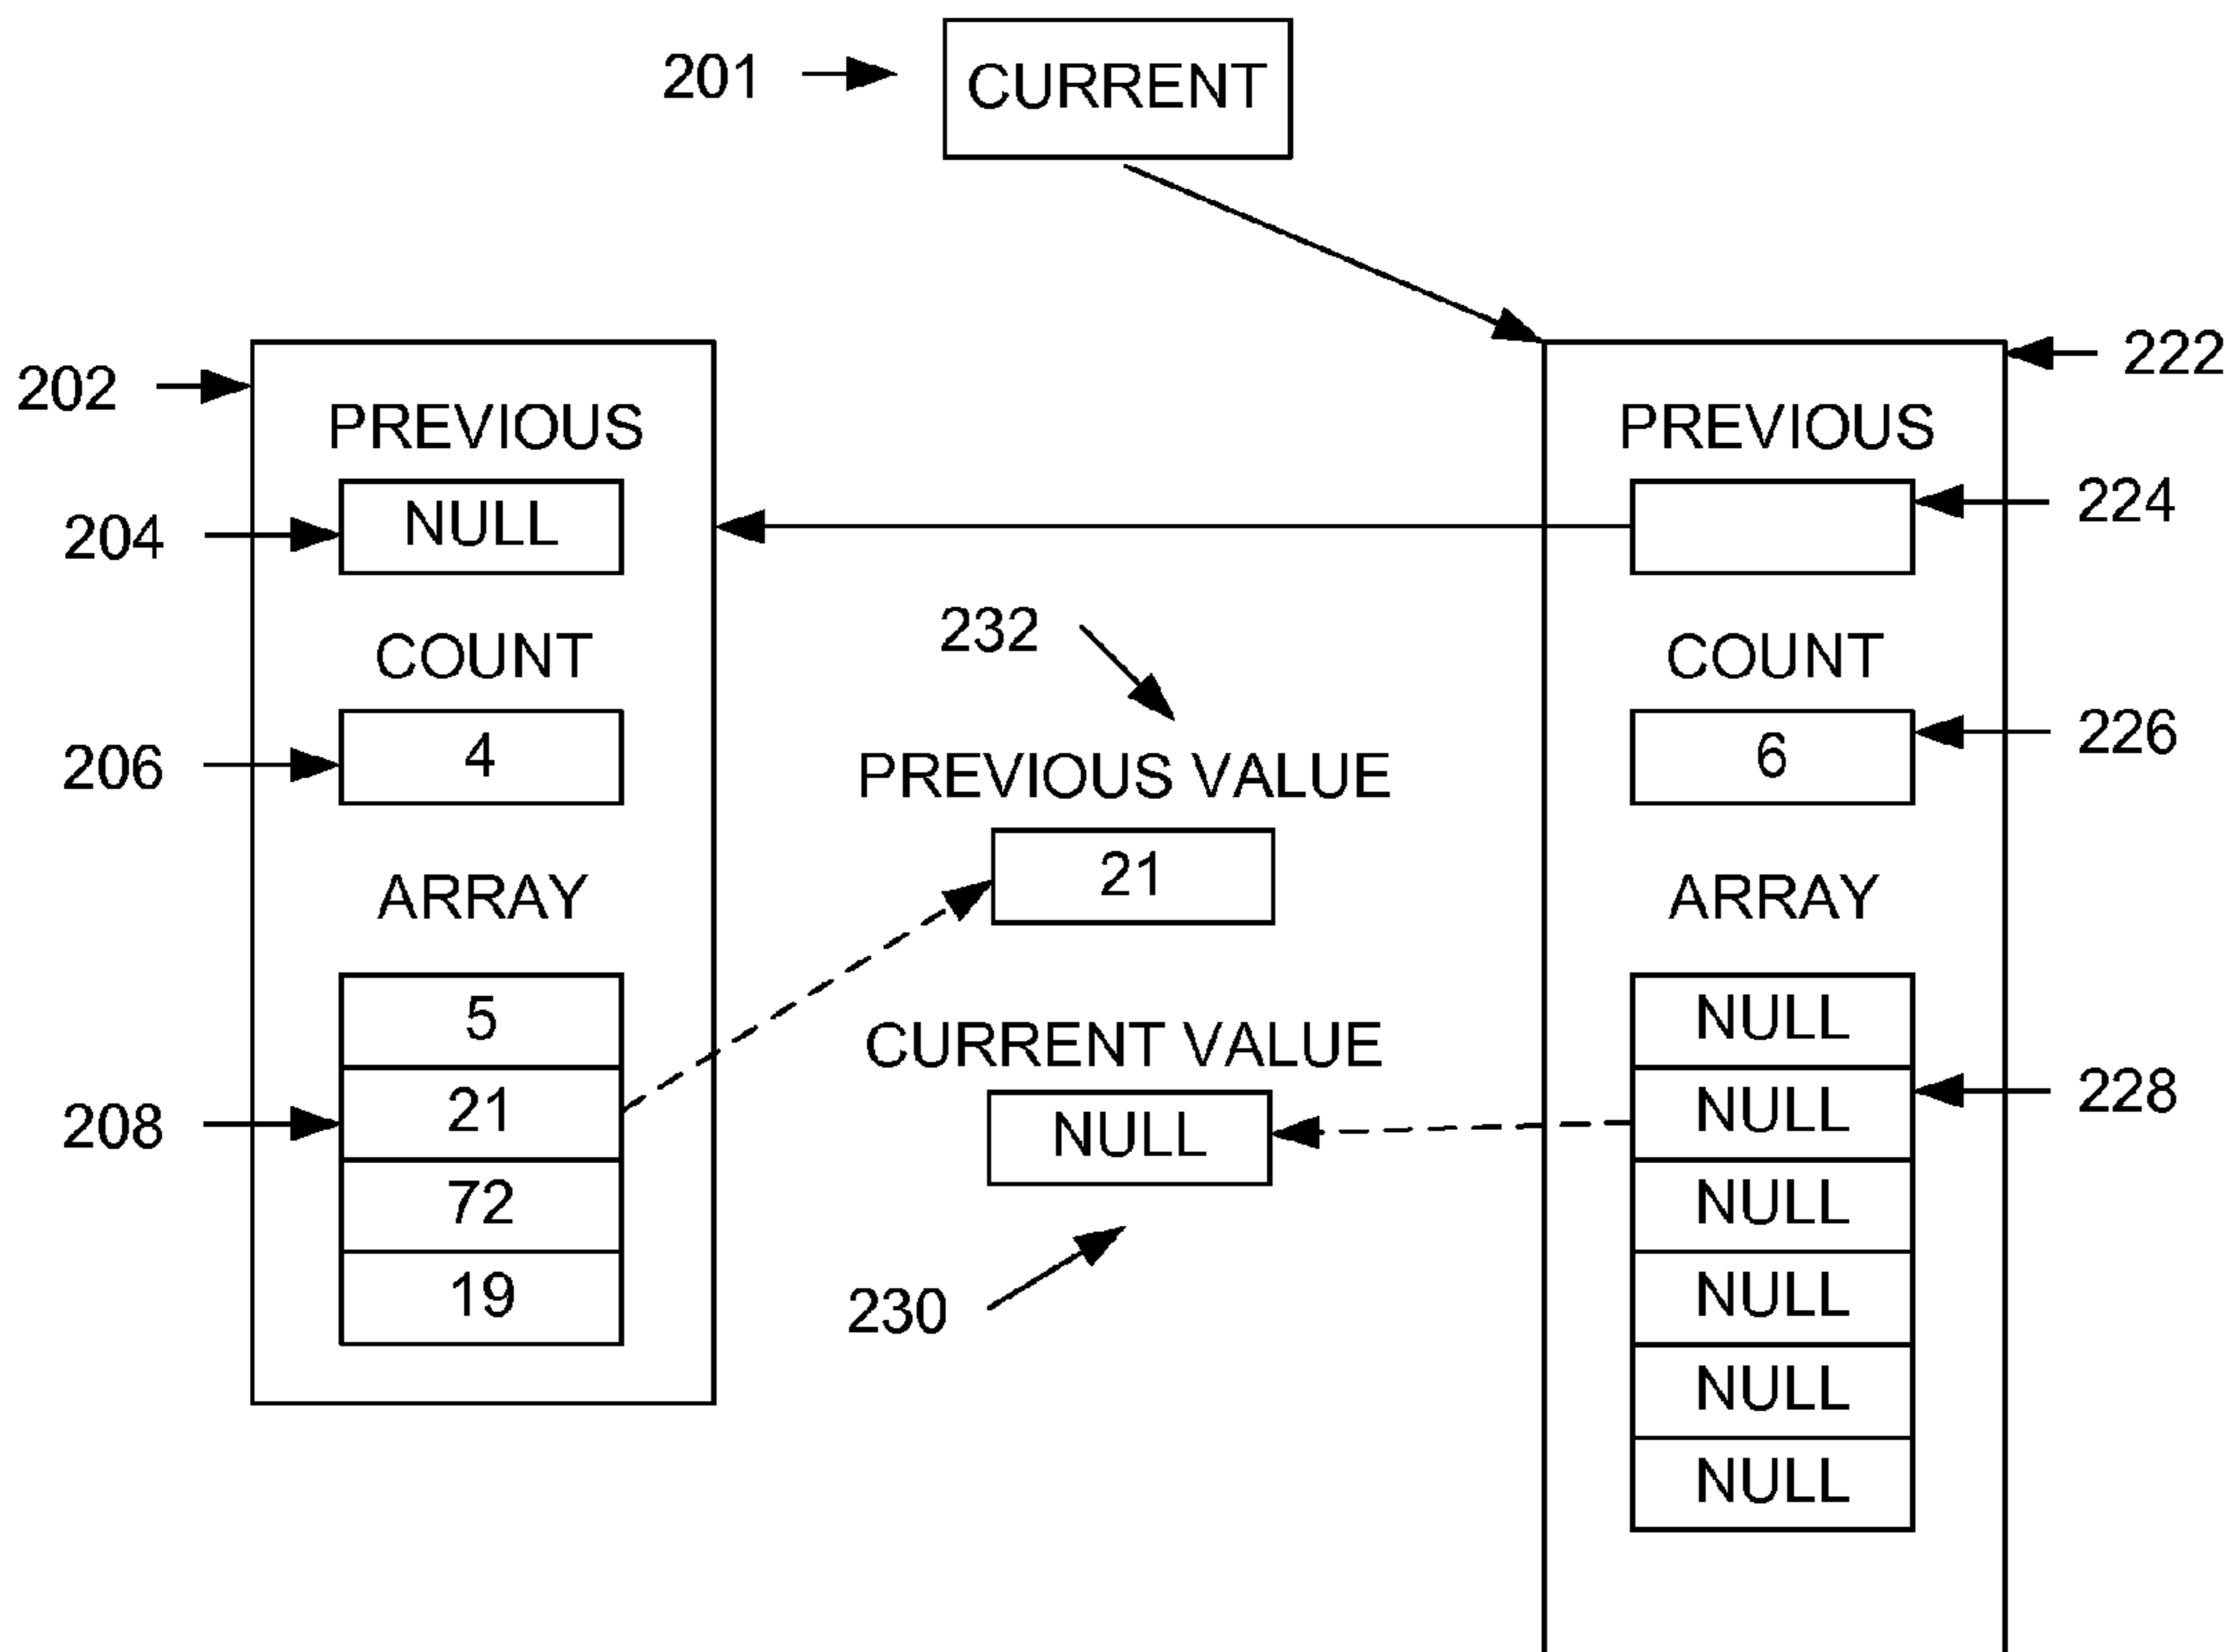 201 CURRENT
202 222
PREVIOUS PREVIOUS
204 NULL 224
232
COUNT COUNT
206 4 6 226
PREVIOUS VALUE
21
ARRAY ARRAY
5 NULL
CURRENT VALUE
208 21 NULL NULL 228
72 NULL
19 NULL
230
NULL
NULL